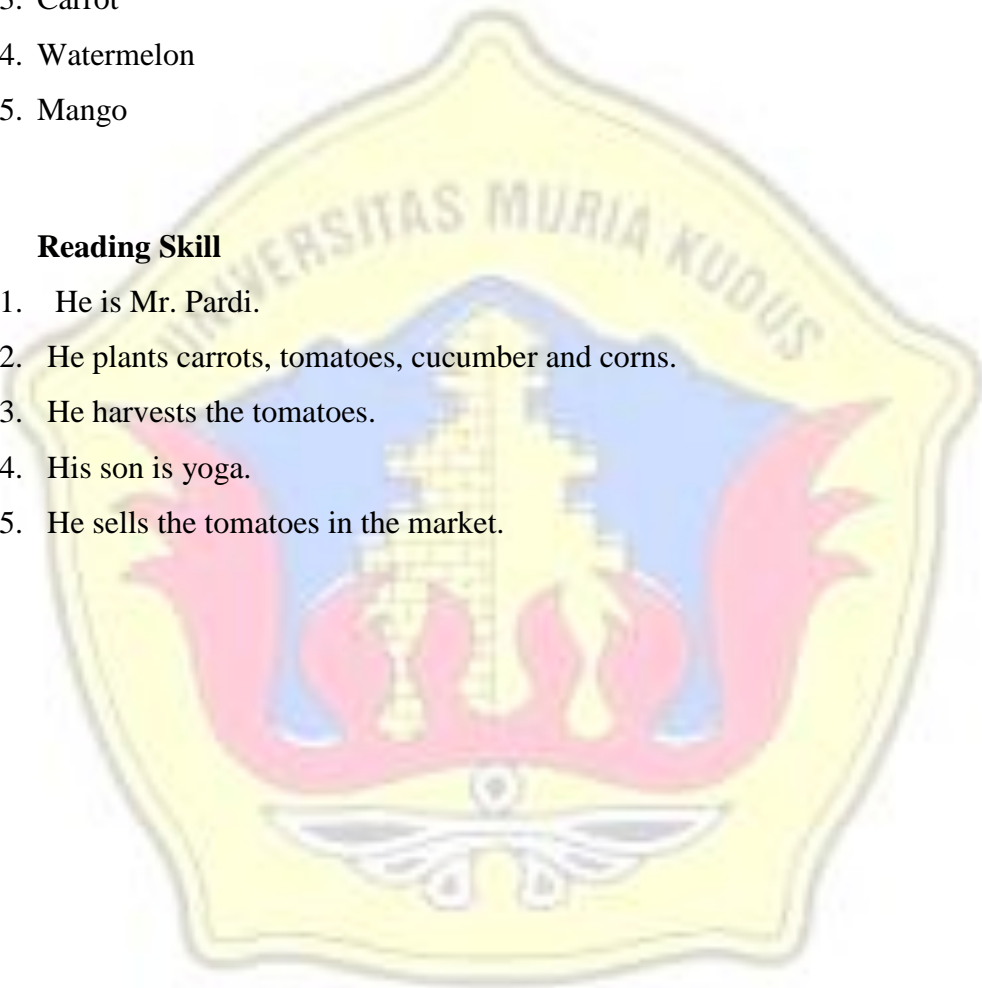 3. Carrot
4. Watermelon
5. Mango
UNIVERSITAS MURIA KUDUS
Reading Skill
1. He is Mr. Pardi.
2. He plants carrots, tomatoes, cucumber and corns.
3. He harvests the tomatoes.
4. His son is yoga.
5. He sells the tomatoes in the market.